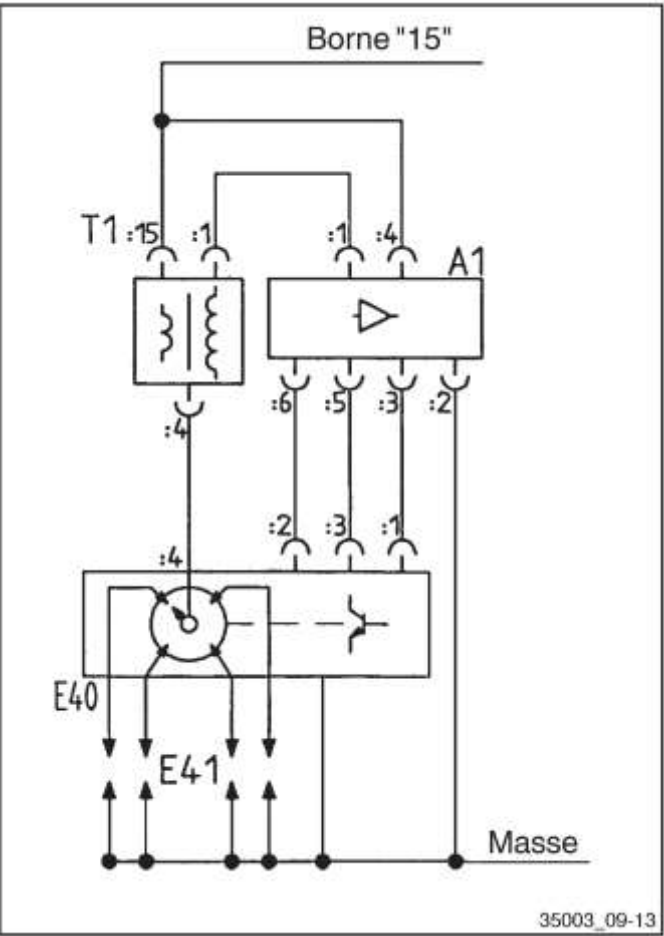 Borne "15"
T1 :15 :1 :1 :4
A1
:4 :6 :5 :3 :2
:2 :3 :1
:4
E40
E41
Masse
35003_09-13